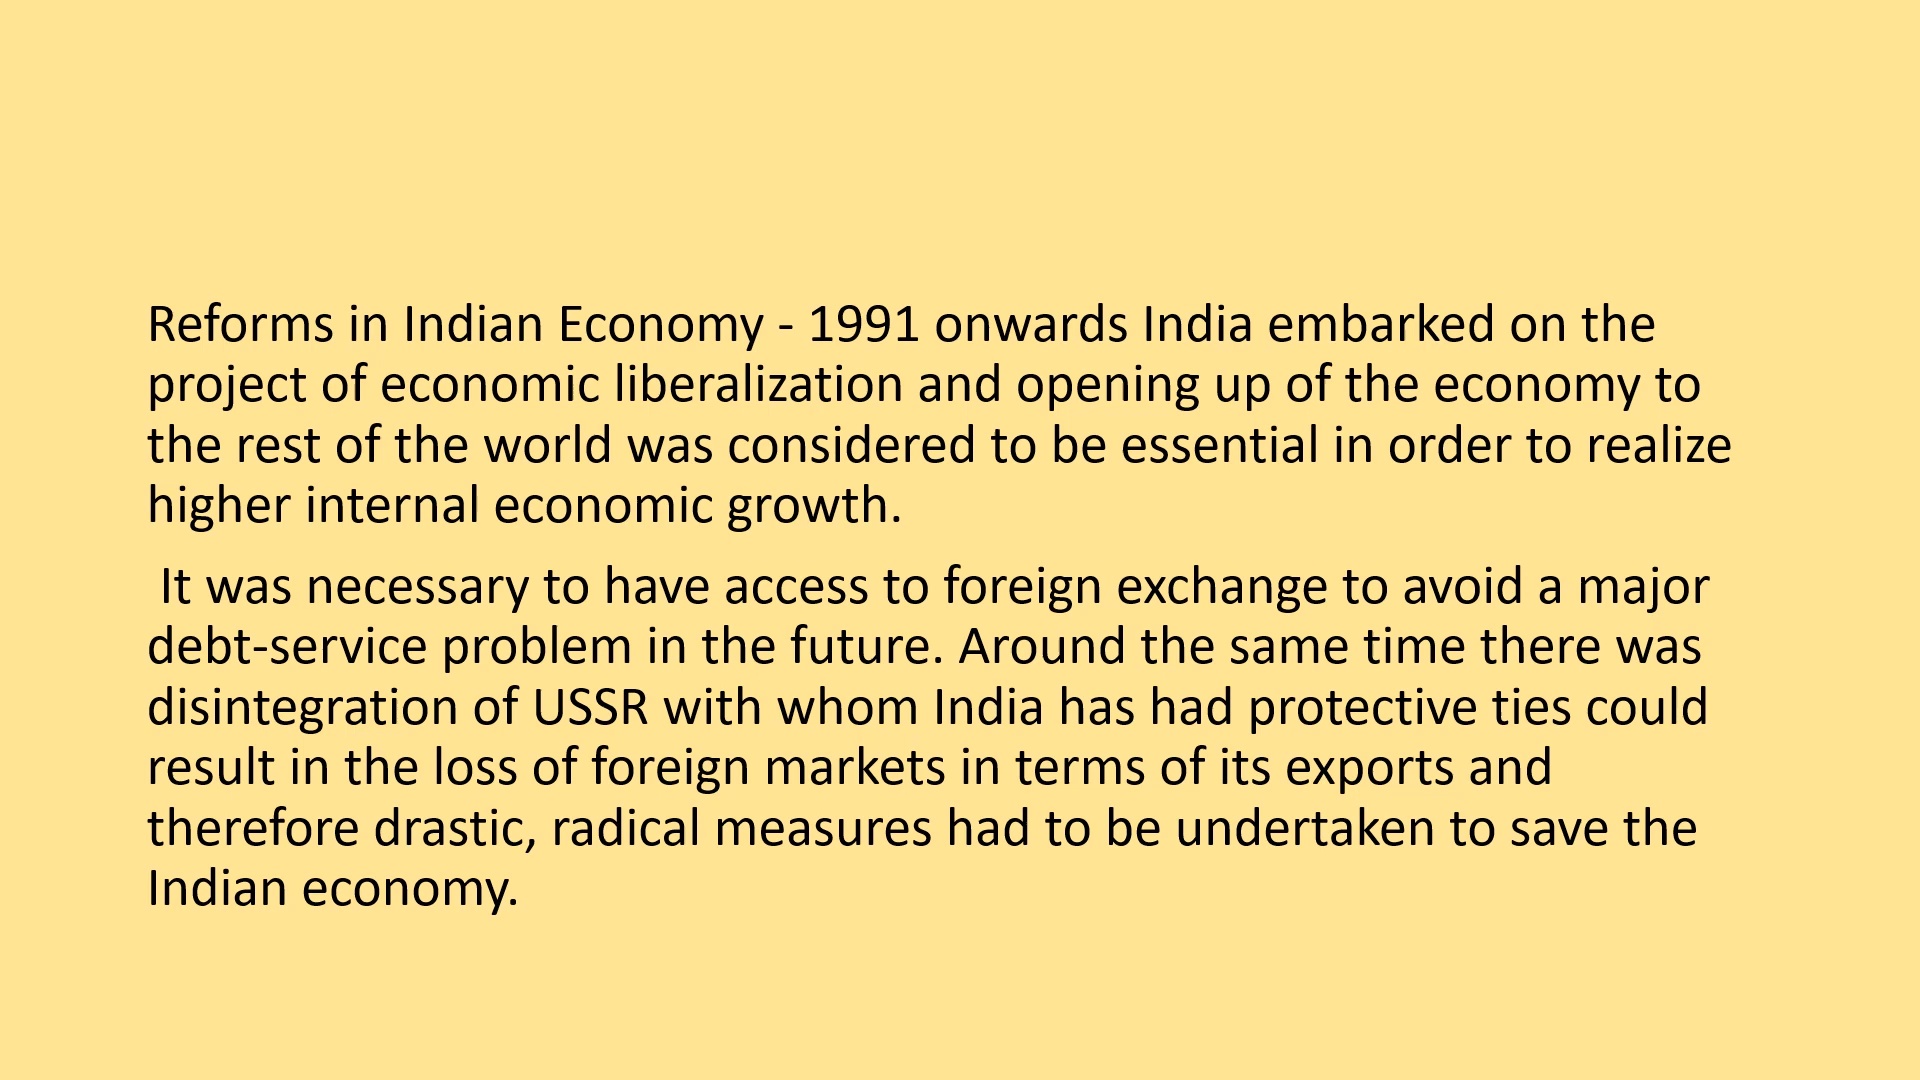 Reforms in Indian Economy - 1991 onwards India embarked on the
project of economic liberalization and opening up of the economy to
the rest of the world was considered to be essential in order to realize
higher internal economic growth.
It was necessary to have access to foreign exchange to avoid a major
debt-service problem in the future. Around the same time there was
disintegration of USSR with whom India has had protective ties could
result in the loss of foreign markets in terms of its exports and
therefore drastic, radical measures had to be undertaken to save the
Indian economy.